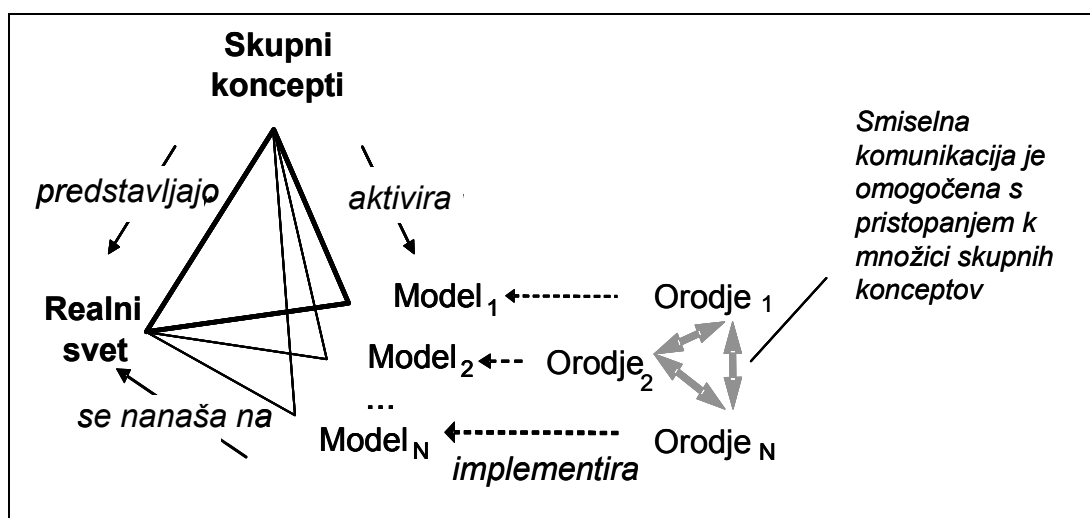 Skupni
koncepti
predstavljajo
aktivira
Smiselna
komunikacija je
omogočena s
pristopanjem k
množici skupnih
konceptov
Realni
svet
Model 1
Orodje 1
Model 2
Orodje 2
...
se nanaša na
Model N
Orodje N
implementira